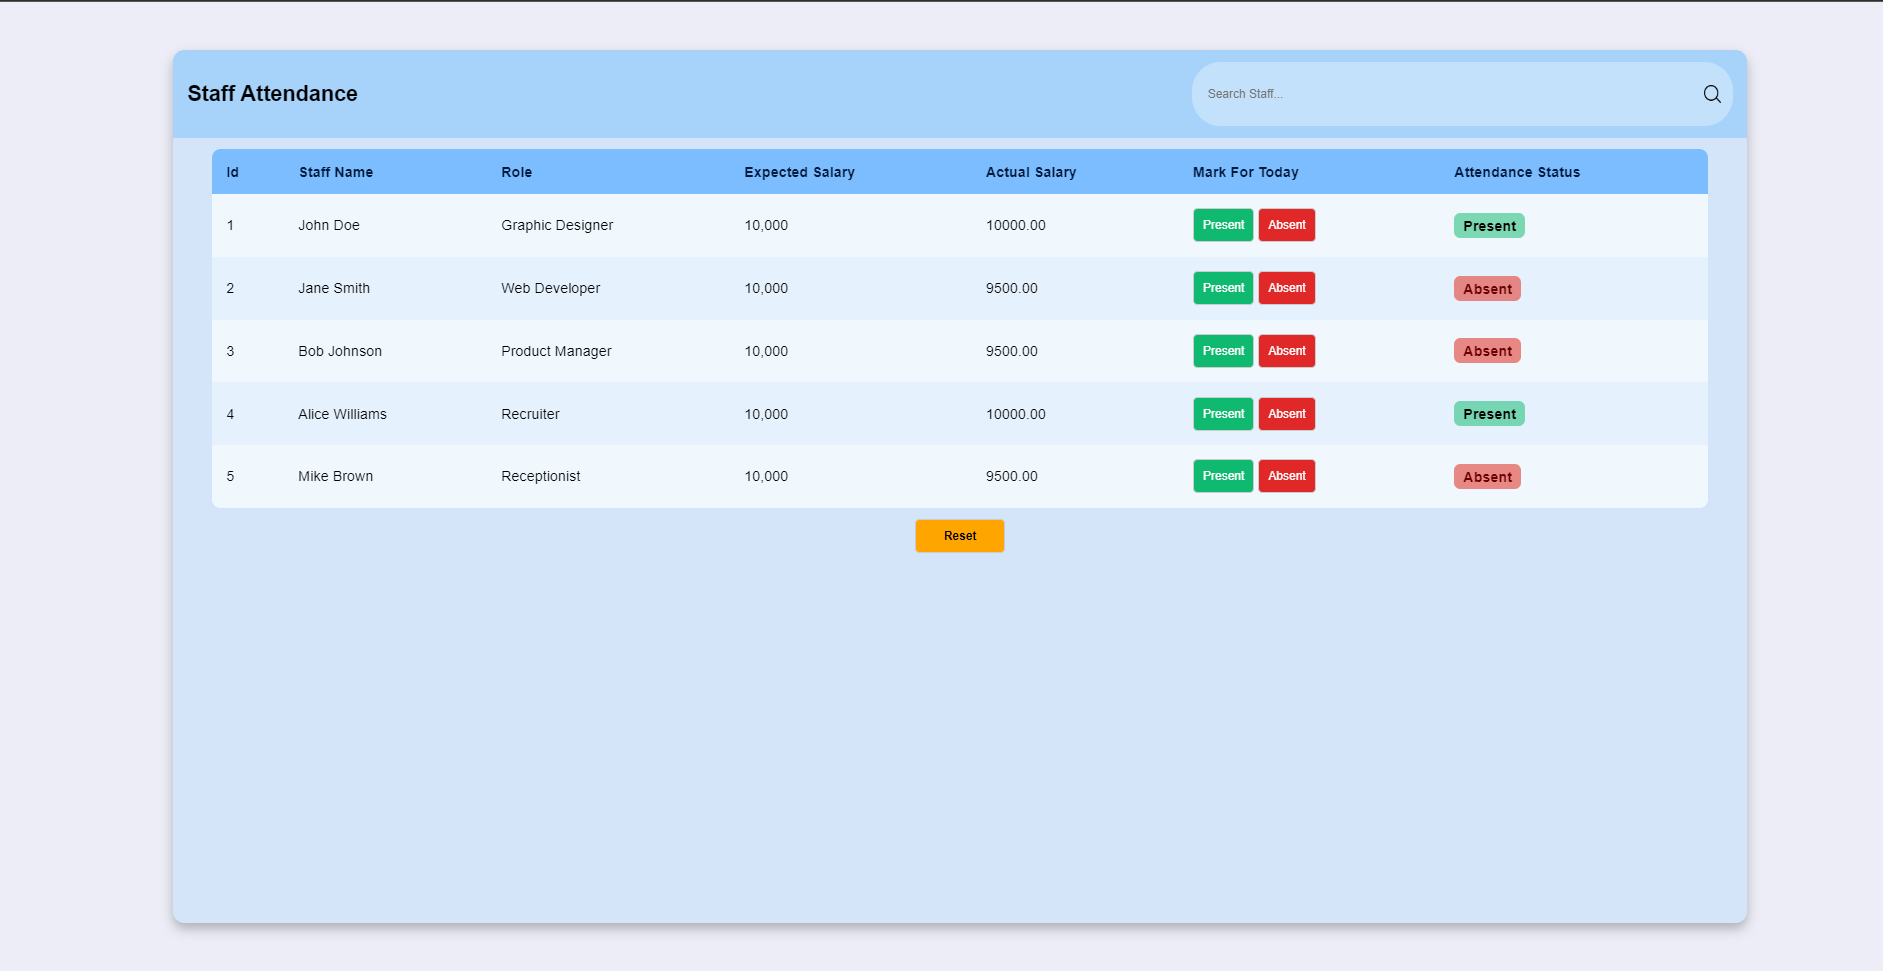 Staff Attendance
Search Staff...
Id Staff Name Role Expected Salary Actual Salary Mark For Today Attendance Status
1 John Doe Graphic Designer 10,000 10000.00 Present Absent Present
2 Jane Smith Web Developer 10,000 9500.00 Present Absent Absent
3 Bob Johnson Product Manager 10,000 9500.00 Present Absent Absent
4 Alice Williams Recruiter 10,000 10000.00 Present Absent Present
5 Mike Brown Receptionist 10,000 9500.00 Present Absent Absent
Reset